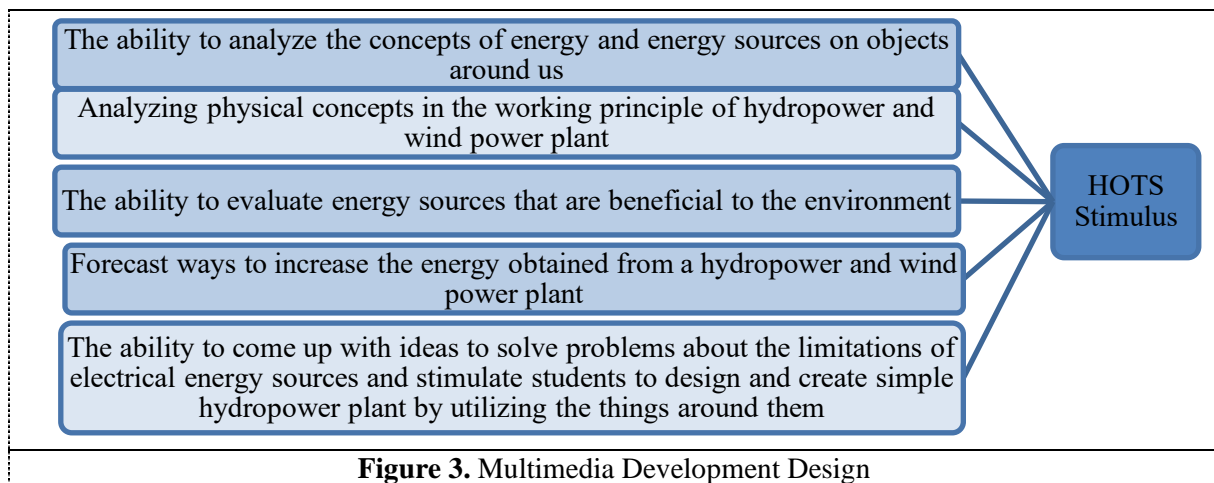 The ability to analyze the concepts of energy and energy sources on objects
around us
Analyzing physical concepts in the working principle of hydropower and
wind power plant
The ability to evaluate energy sources that are beneficial to the environment
Forecast ways to increase the energy obtained from a hydropower and wind
power plant
The ability to come up with ideas to solve problems about the limitations of
electrical energy sources and stimulate students to design and create simple
hydropower plant by utilizing the things around them
HOTS
Stimulus
Figure 3. Multimedia Development Design